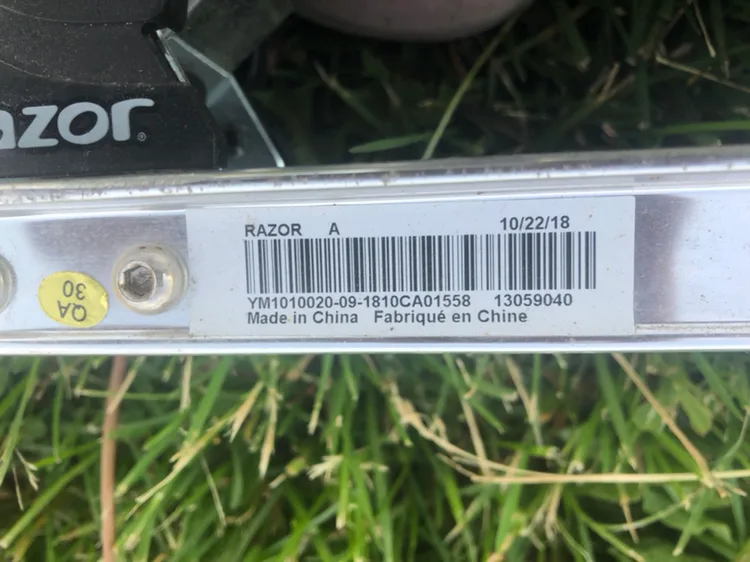 azor®
RAZOR A 10/22/18
YM1010020-09-1810CA01558 13059040
Made in China Fabriqué en Chine
QA
30